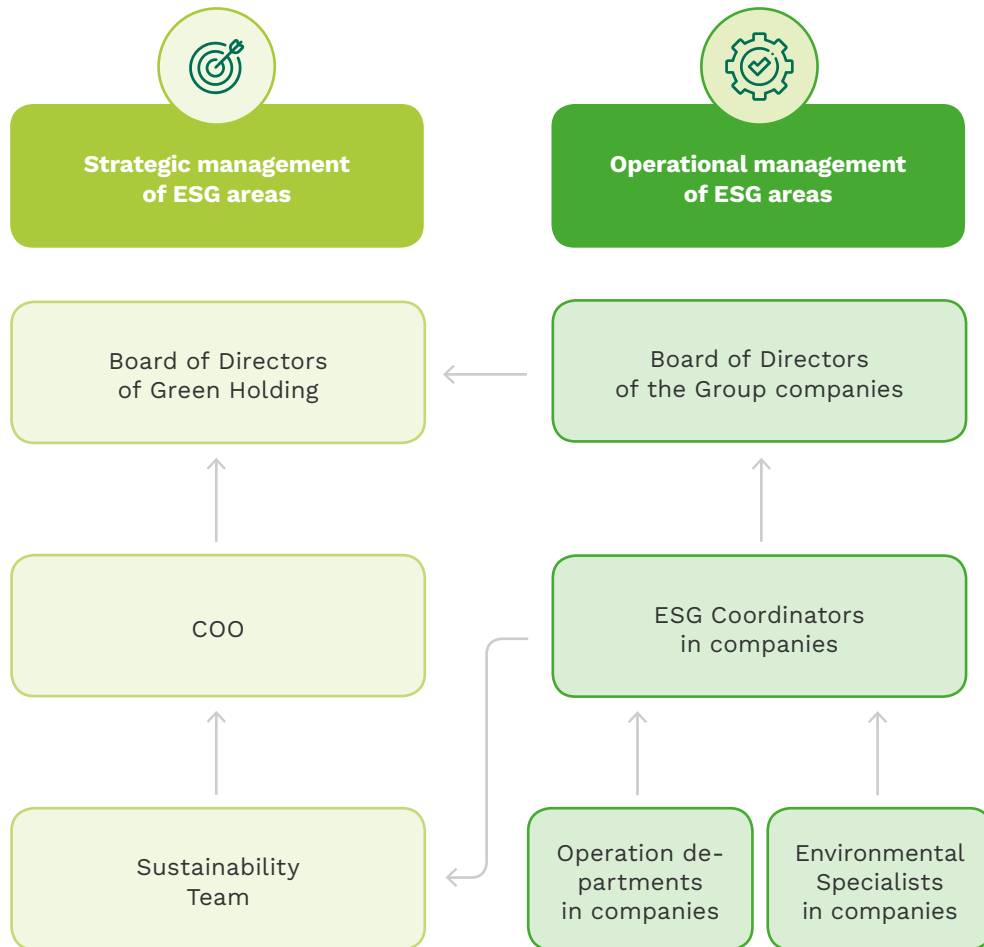 Strategic management
of ESG areas
Operational management
of ESG areas
Board of Directors
of Green Holding
Board of Directors
of the Group companies
COO
ESG Coordinators
in companies
Sustainability
Team
Operation de-
partments
in companies
Environmental
Specialists
in companies